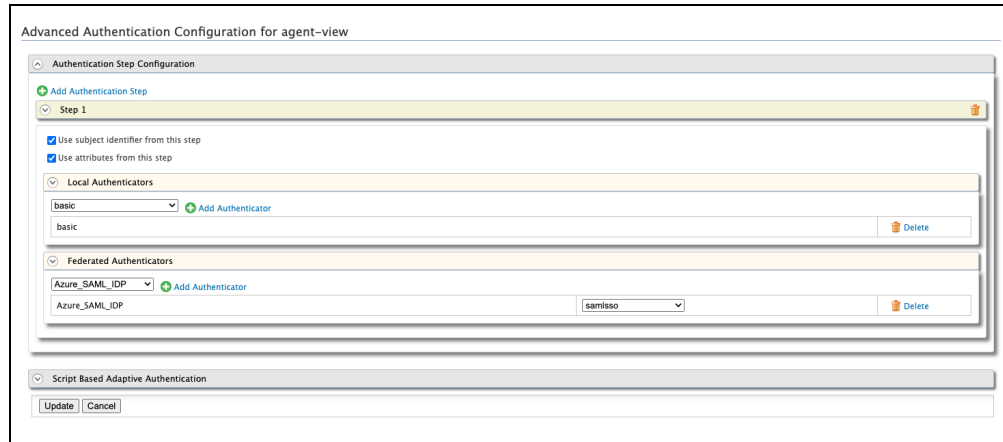 Advanced Authentication Configuration for agent-view
Authentication Step Configuration
Add Authentication Step
Step 1
Use subject identifier from this step
Use attributes from this step
Local Authenticators
basic Add Authenticator
basic Delete
Federated Authenticators
Azure_SAML_IDP Add Authenticator
Azure_SAML_IDP samlsso Delete
Script Based Adaptive Authentication
Update Cancel